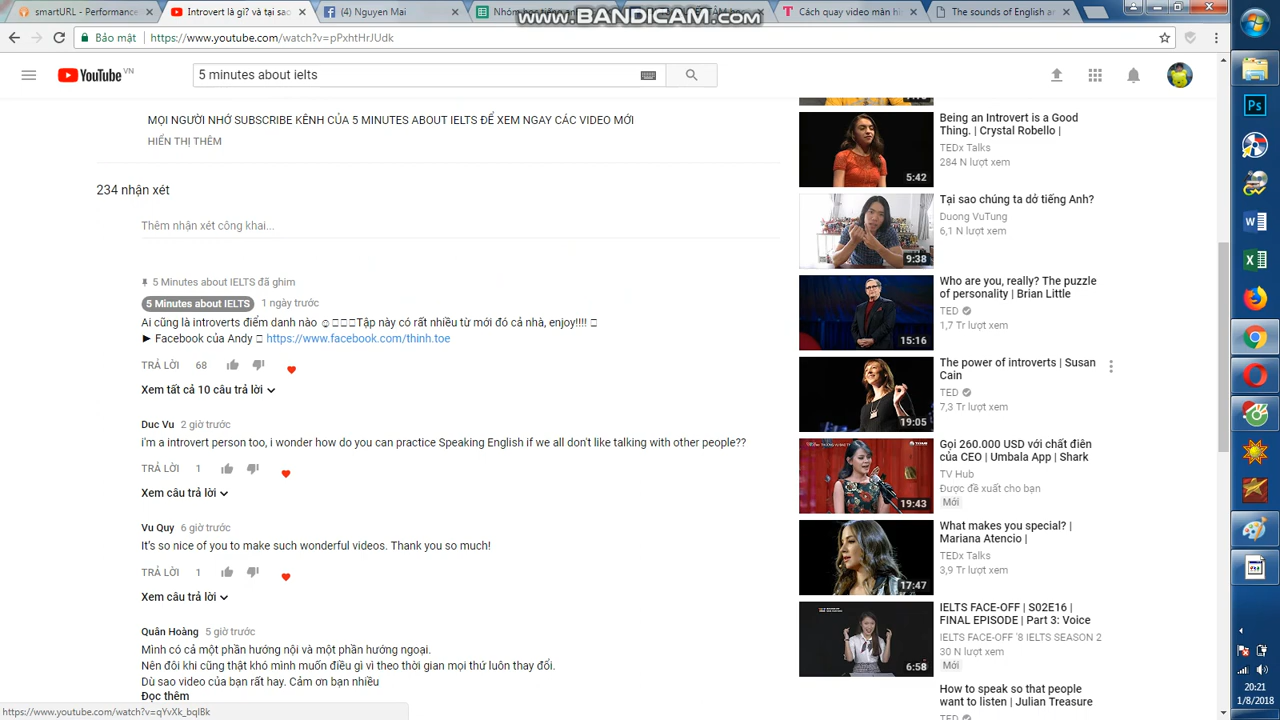 smartURL - Performance
Introvert là gì? và tại sao
(4) Nguyen Mai
www.BANDICAM.com
Cách quay video màn hì
The sounds of English an
Bảo mật
https://www.youtube.com/watch?v=pPxhtHrJUdk
YouTube VN
5 minutes about ielts
MỌI NGƯỜI NHỚ SUBSCRIBE KÊNH CỦA 5 MINUTES ABOUT IELTS ĐỂ XEM NGAY CÁC VIDEO MỚI
HIỂN THỊ THÊM
234 nhận xét
Thêm nhận xét công khai...
5 Minutes about IELTS đã ghim
5 Minutes about IELTS 1 ngày trước
Ai cũng là introverts điểm danh nào ☺ Tập này có rất nhiều từ mới đó cả nhà, enjoy!!!!
► Facebook của Andy https://www.facebook.com/thinh.toe
TRẢ LỜI 68
Xem tất cả 10 câu trả lời
Luc Vu 2 giờ trước
i'm a introvert person too, i wonder how do you can practice Speaking English if we all don't like talking with other people??
TRẢ LỜI 1
Xem câu trả lời
Vu Quy 6 giờ trước
It's so nice of you to make such wonderful videos. Thank you so much!
TRẢ LỜI 1
Xem câu trả lời
Quân Hoàng 5 giờ trước
Mình có cả một phần hướng nội và một phần hướng ngoại.
Nên đôi khi cũng thật khó mình muốn điều gì vì theo thời gian mọi thứ luôn thay đổi.
Dù sao video của bạn rất hay. Cảm ơn bạn nhiều
Đọc thêm
https://www.youtube.com/watch?v=qYvXk_bqlBk
Being an Introvert is a Good
Thing. | Crystal Robello |
TEDx Talks
284 N lượt xem
5:42
Tại sao chúng ta dở tiếng Anh?
Duong VuTung
6,1 N lượt xem
9:38
Who are you, really? The puzzle
of personality | Brian Little
TED
1,7 Tr lượt xem
15:16
The power of introverts | Susan
Cain
TED
7,3 Tr lượt xem
19:05
Gọi 260.000 USD với chất điên
của CEO | Umbala App | Shark
TV Hub
Được đề xuất cho bạn
Mới
19:43
What makes you special? |
Mariana Atencio |
TEDx Talks
3,9 Tr lượt xem
17:47
IELTS FACE-OFF | S02E16 |
FINAL EPISODE | Part 3: Voice
IELTS FACE-OFF `8 IELTS SEASON 2
30 N lượt xem
Mới
6:58
How to speak so that people
want to listen | Julian Treasure
TED
Ps
20:21
1/8/2018